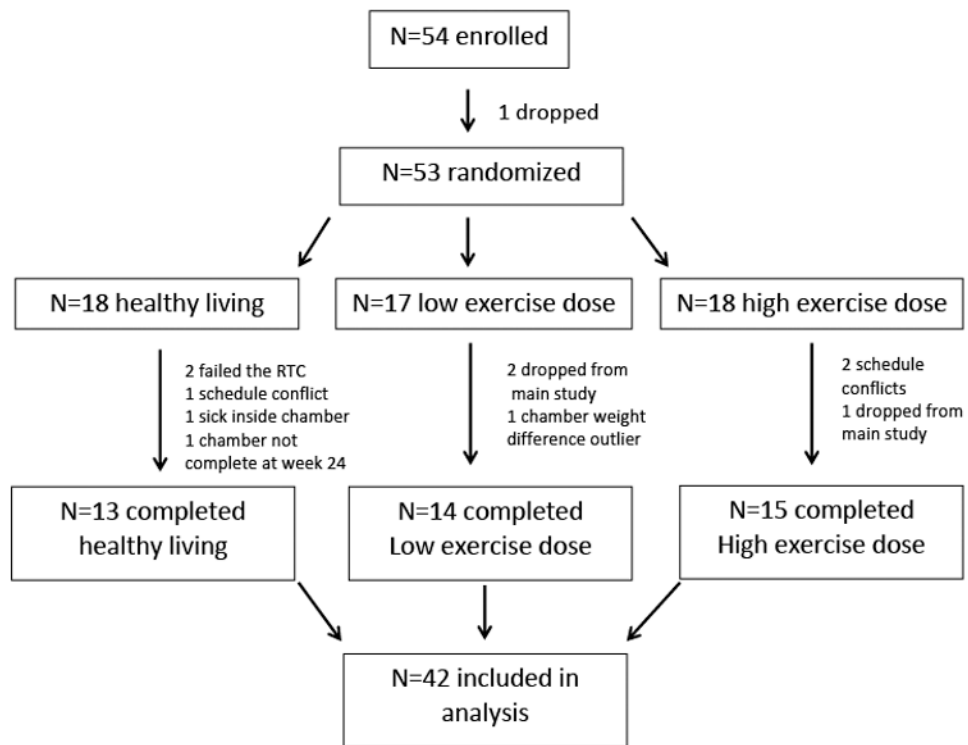 N=54 enrolled
1 dropped
N=53 randomized
N=18 healthy living
N=17 low exercise dose
N=18 high exercise dose
2 failed the RTC
1 schedule conflict
1 sick inside chamber
1 chamber not
complete at week 24
2 dropped from
main study
1 chamber weight
difference outlier
2 schedule
conflicts
1 dropped from
main study
N=13 completed
healthy living
N=14 completed
Low exercise dose
N=15 completed
High exercise dose
N=42 included in
analysis